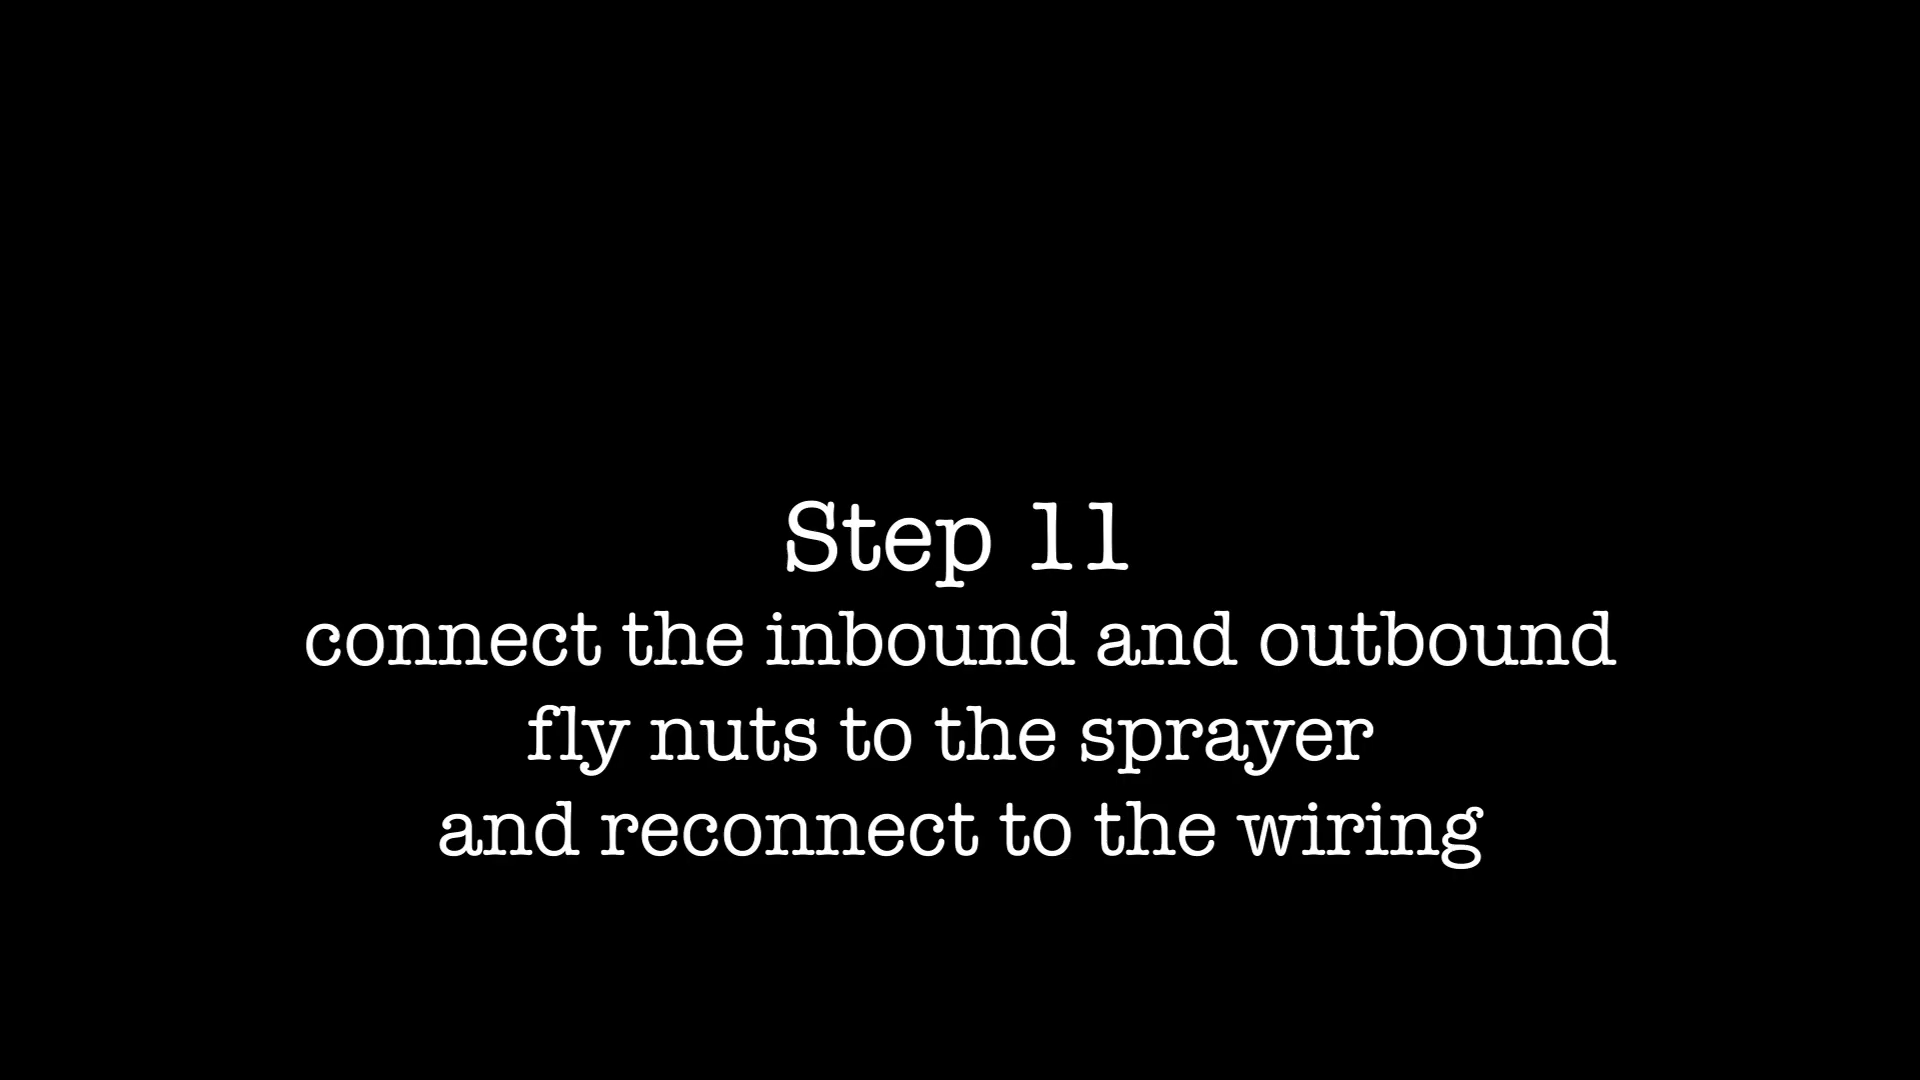 Step 11
connect the inbound and outbound
fly nuts to the sprayer
and reconnect to the wiring